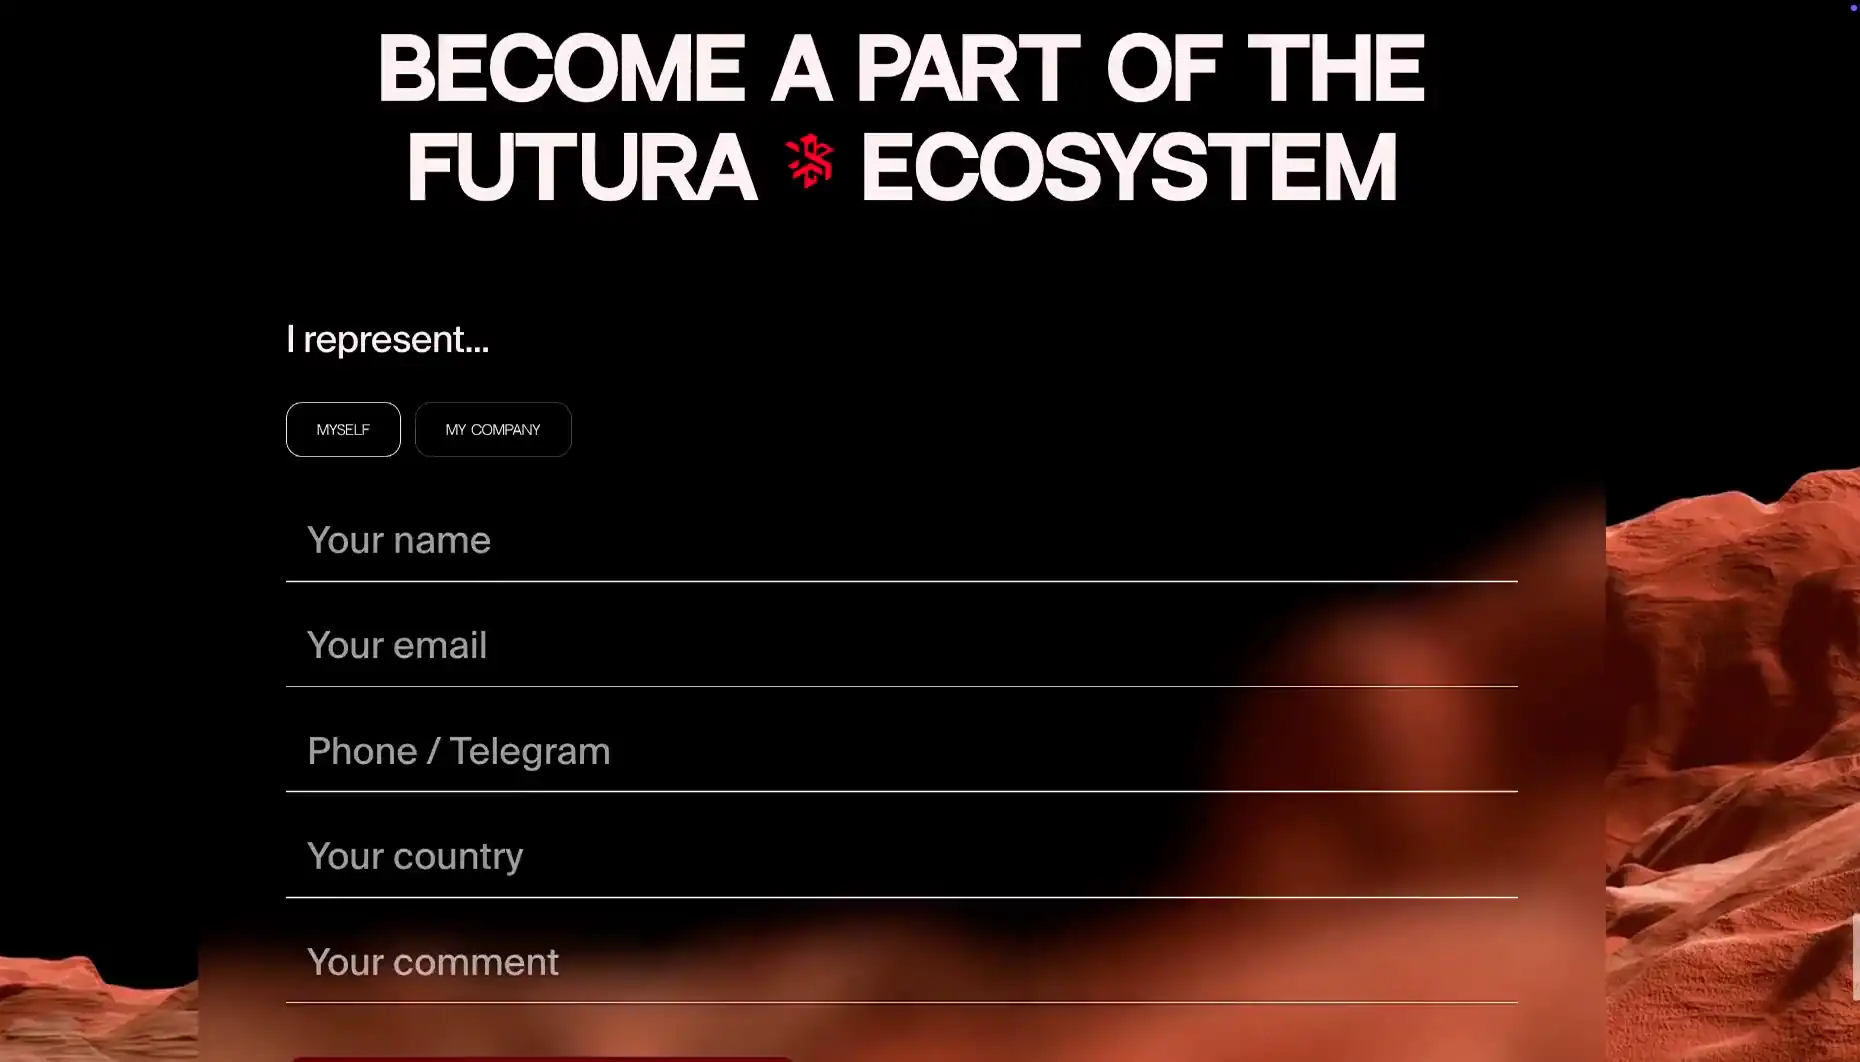 BECOME A PART OF THE
FUTURA ECOSYSTEM
I represent...
MYSELF
MY COMPANY
Your name
Your email
Phone / Telegram
Your country
Your comment